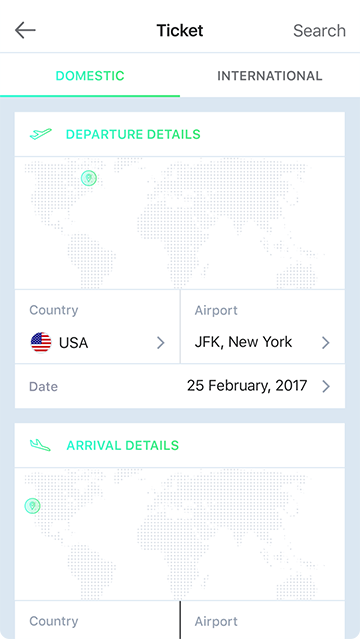 Ticket Search
DOMESTIC INTERNATIONAL
DEPARTURE DETAILS
Country Airport
USA JFK, New York
Date 25 February, 2017
ARRIVAL DETAILS
Country Airport